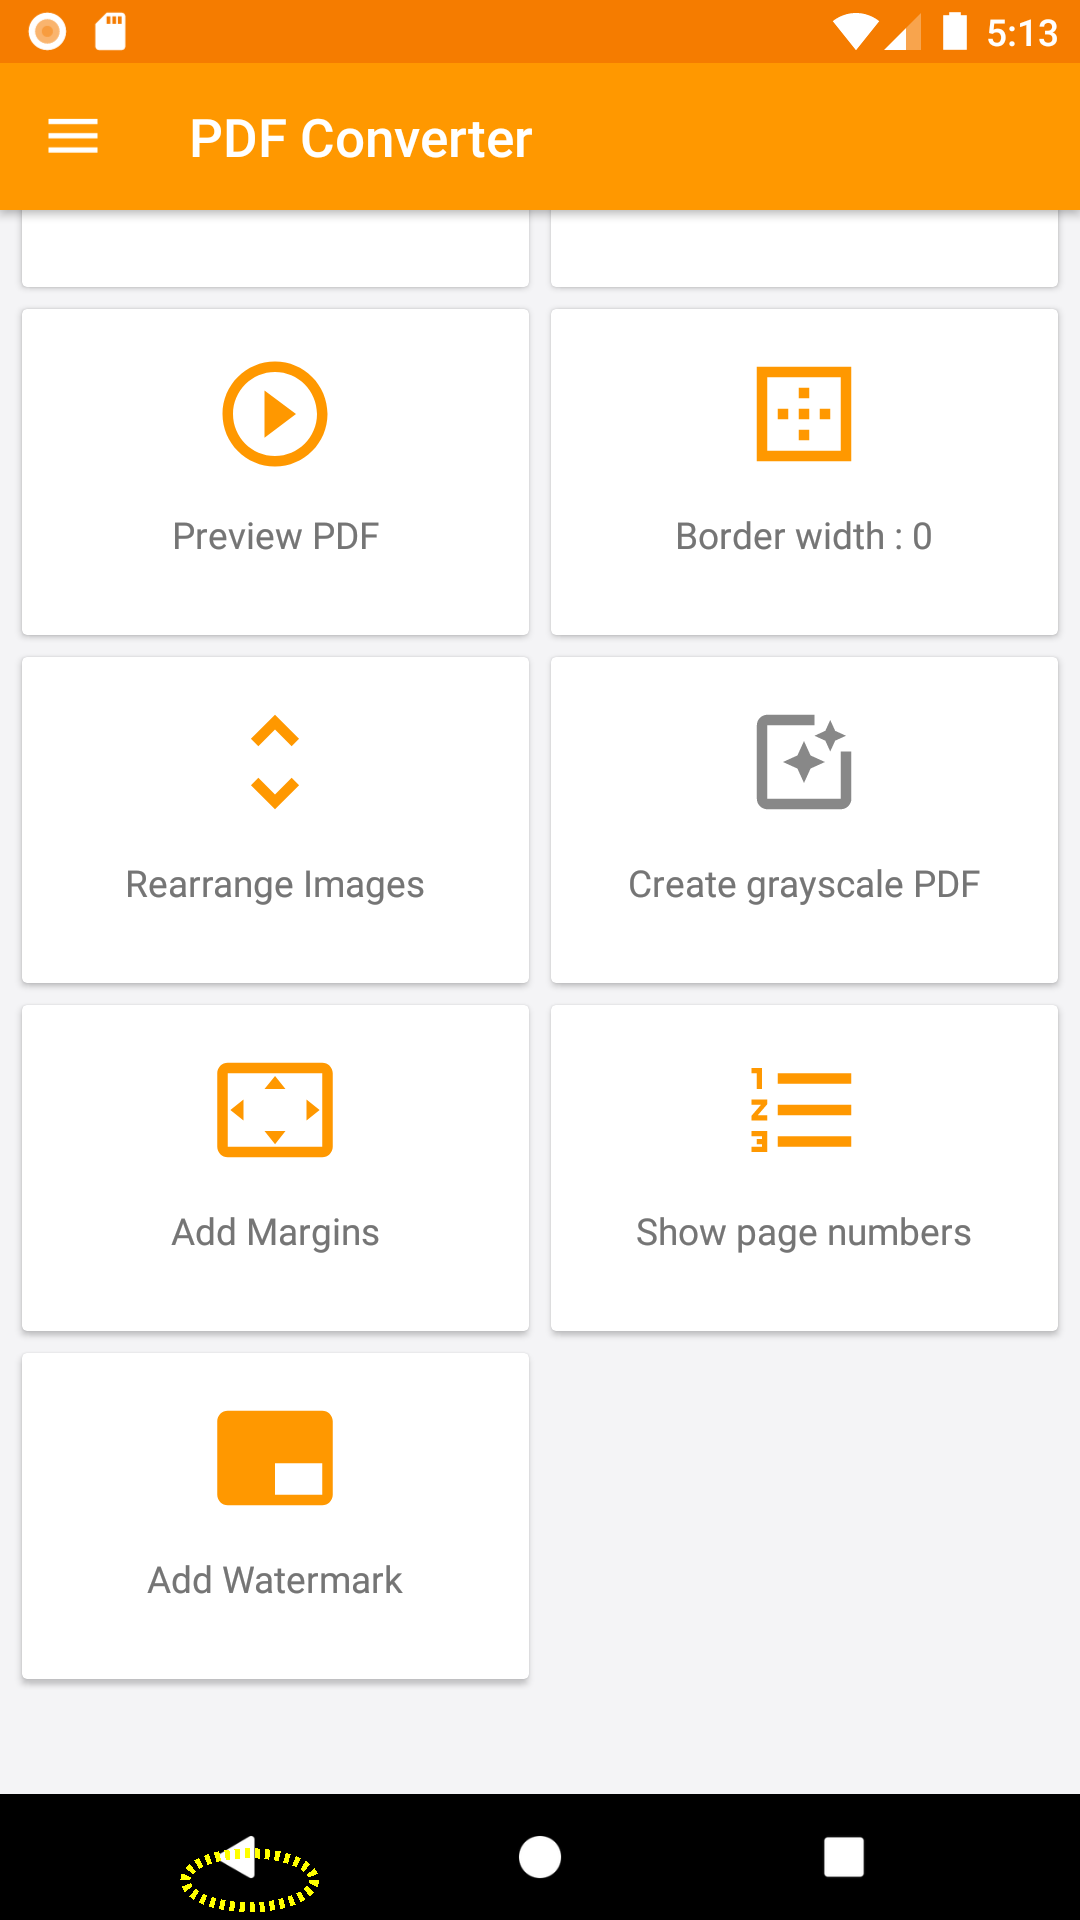 5:13
PDF Converter
Preview PDF
Border width : 0
Rearrange Images
Create grayscale PDF
Add Margins
1
2
3
Show page numbers
Add Watermark